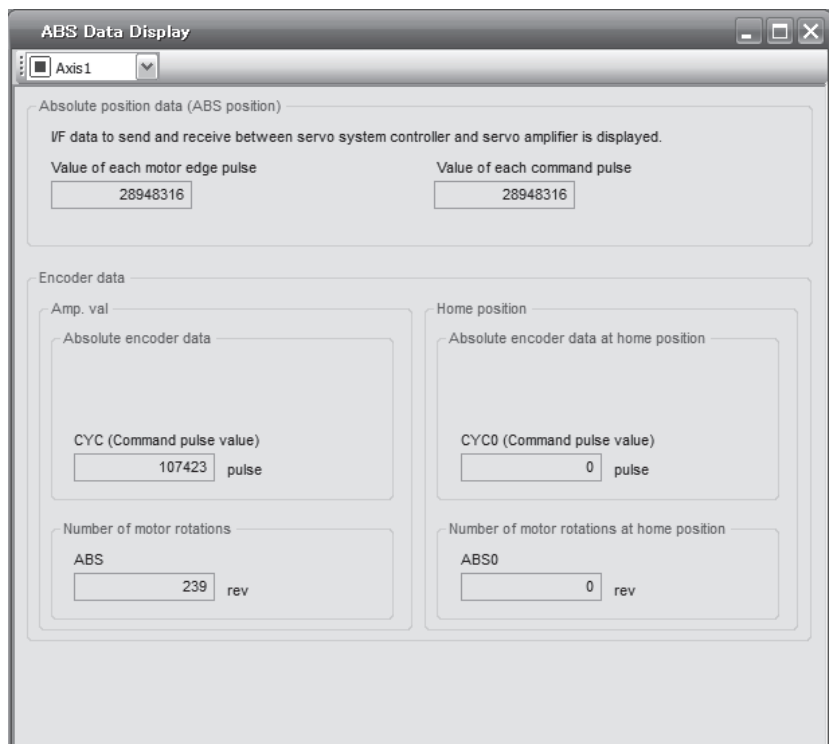 ABS Data Display
Axis1
Absolute position data (ABS position)
I/F data to send and receive between servo system controller and servo amplifier is displayed.
Value of each motor edge pulse
Value of each command pulse
28948316
28948316
Encoder data
Amp. val
Home position
Absolute encoder data
Absolute encoder data at home position
CYC (Command pulse value)
CYC0 (Command pulse value)
107423 pulse
0 pulse
Number of motor rotations
Number of motor rotations at home position
ABS
ABS0
239 rev
0 rev